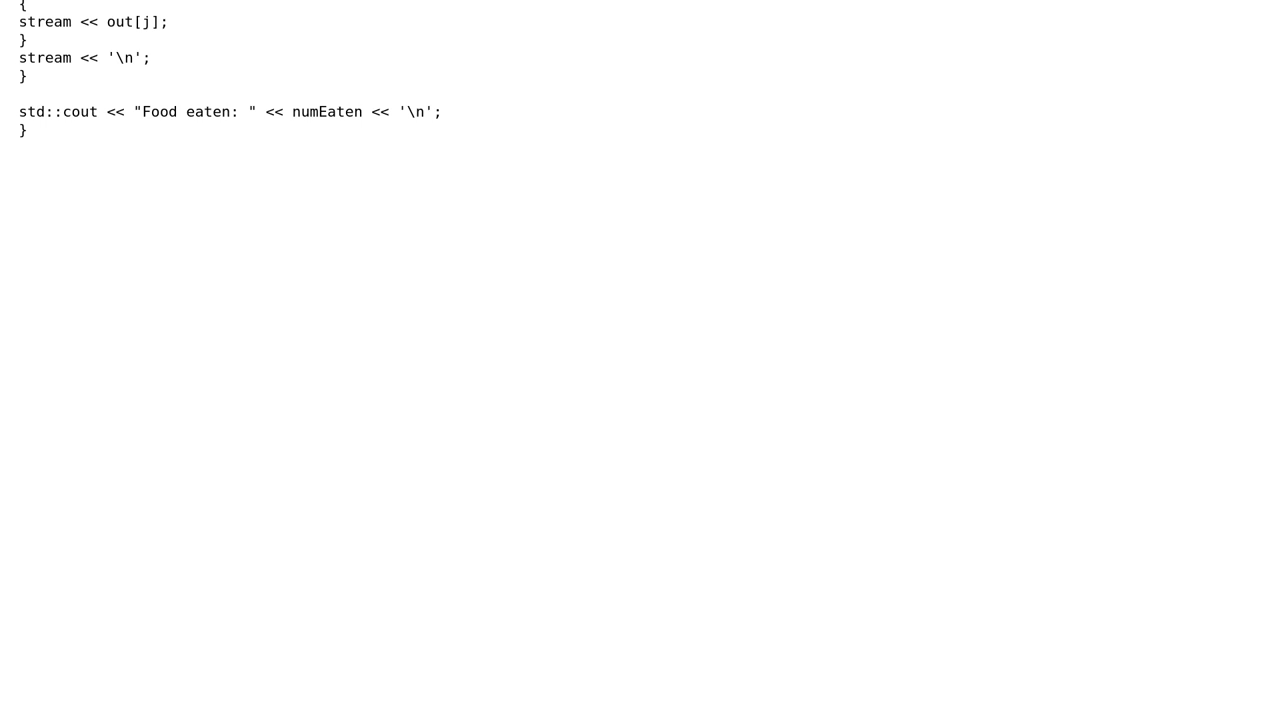 {
stream << out[j];
}
stream << '\n';
}

std::cout << "Food eaten: " << numEaten << '\n';
}